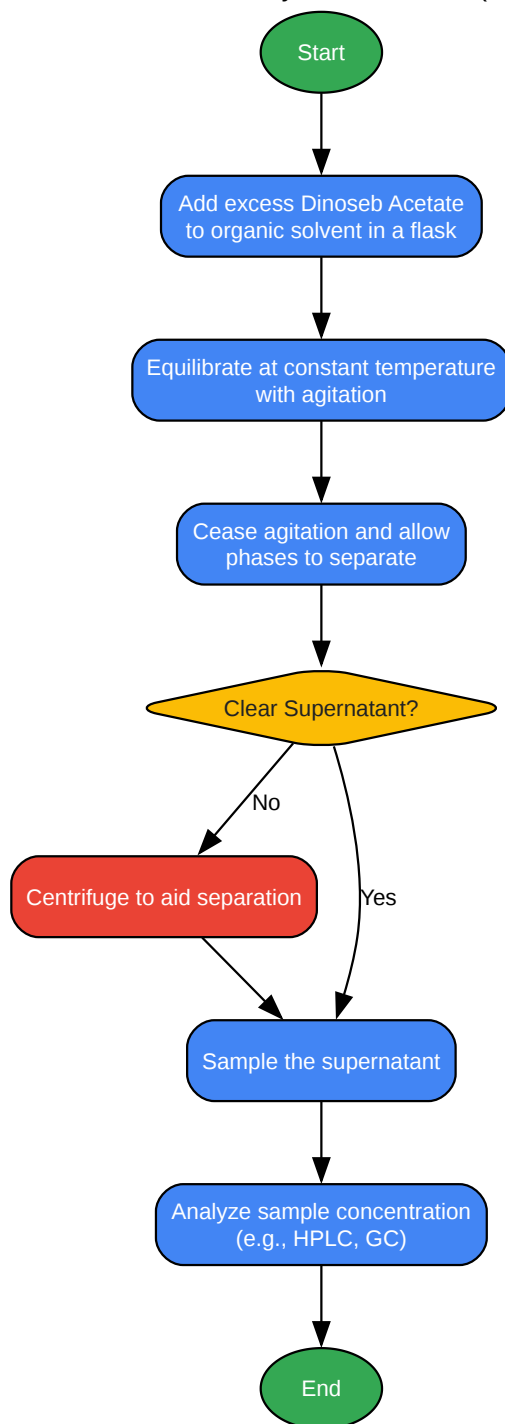 Start
Add excess Dinoseb Acetate
to organic solvent in a flask
Equilibrate at constant temperature
with agitation
Cease agitation and allow
phases to separate
Clear Supernatant?
No
Centrifuge to aid separation
Yes
Sample the supernatant
Analyze sample concentration
(e.g., HPLC, GC)
End